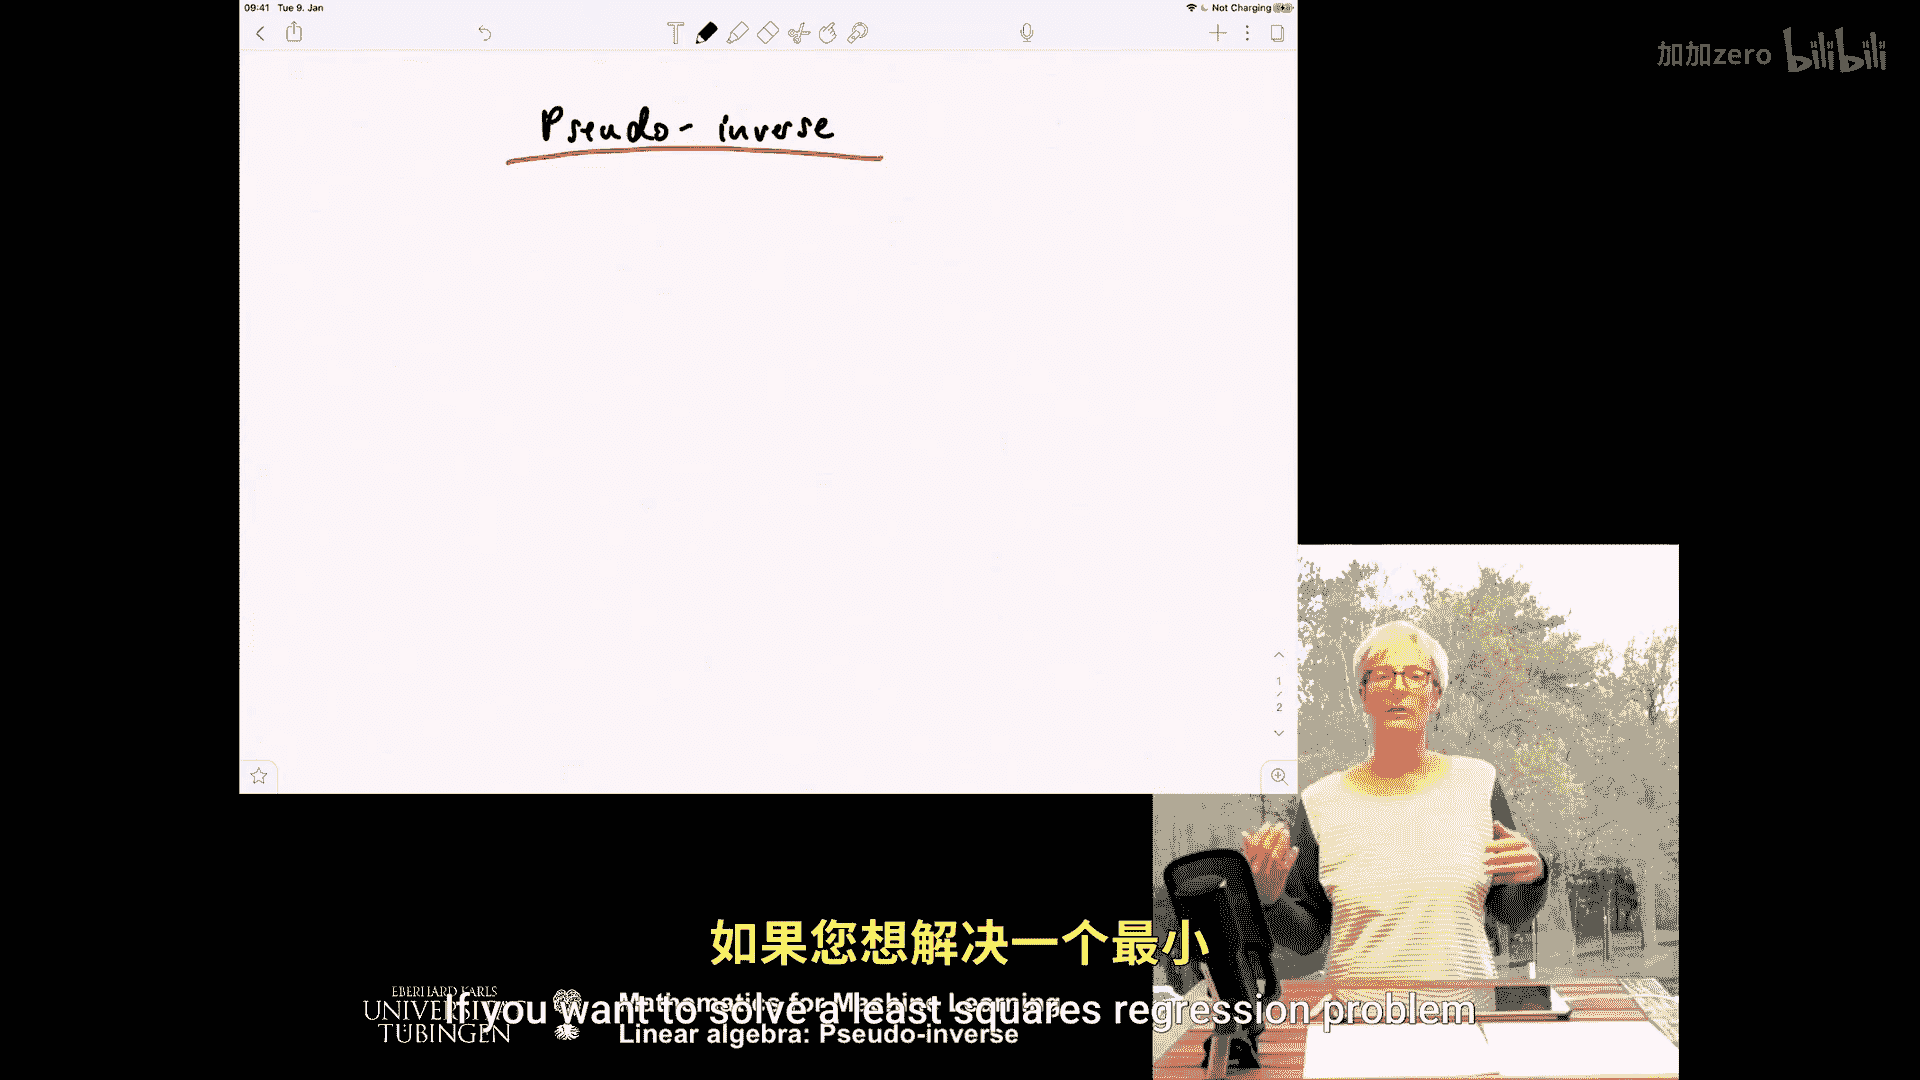 09:41 Tue 9. Jan
Not Charging
加加zero bilibili
Pseudo-inverse
1
/
2
如果您想解决一个最小
If you want to solve a least squares regression problem
EBERHARD KARLS
UNIVERSITÄT
TÜBINGEN
Mathematics for Machine Learning
Linear algebra: Pseudo-inverse